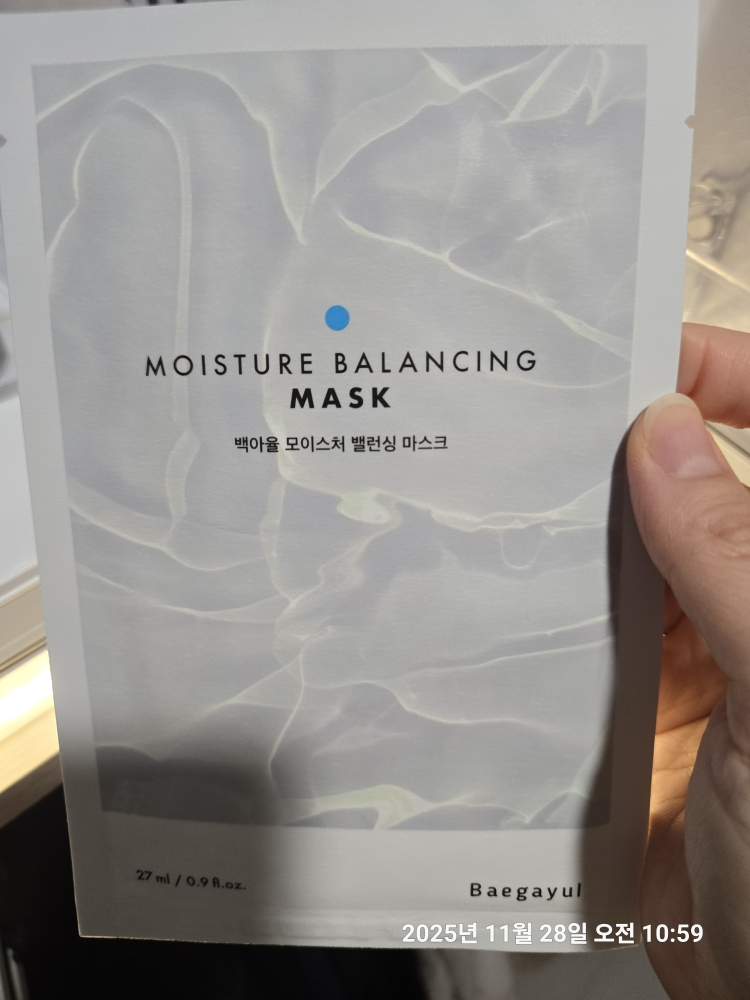 MOISTURE BALANCING
MASK
백아율 모이스처 밸런싱 마스크
27 ml / 0.9 fl.oz.
Baegayul
2025년 11월 28일 오전 10:59